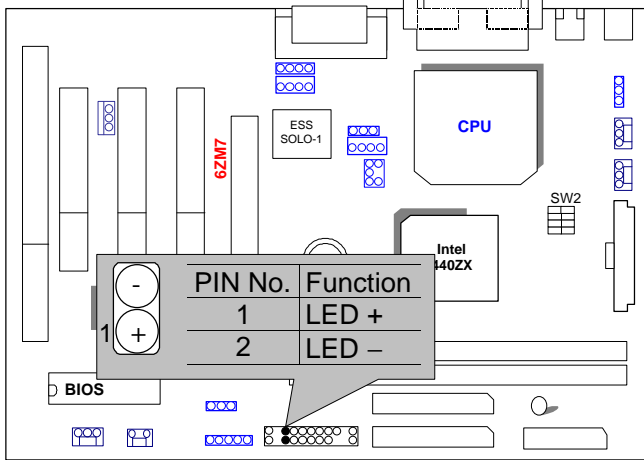 ESS
SOLO-1
CPU
6ZM7
SW2
Intel
440ZX
-
1 +
PIN No. Function
1 LED +
2 LED –
BIOS